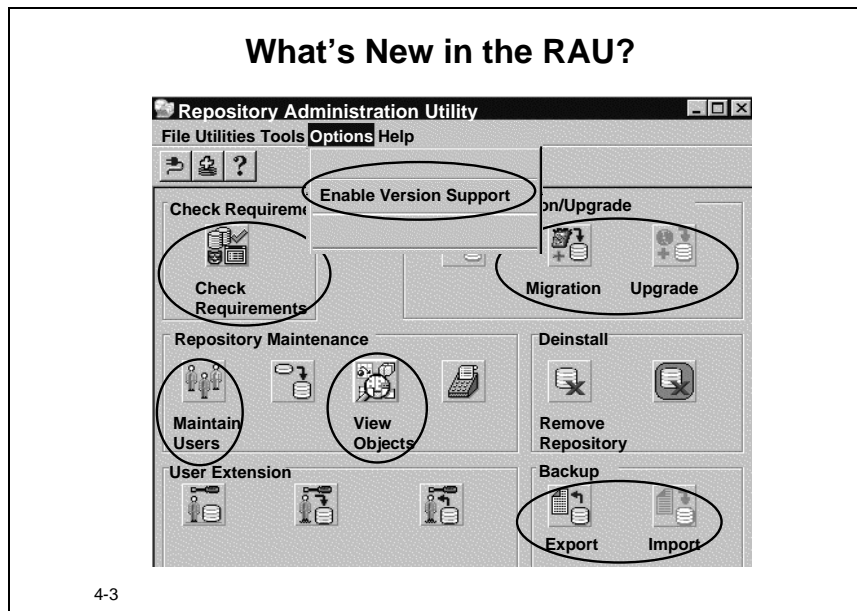 What's New in the RAU?
Repository Administration Utility
File Utilities Tools Options Help
Enable Version Support
Check Requireme
on/Upgrade
Check
Requirements
Migration
Upgrade
Repository Maintenance
Deinstall
Maintain
Users
View
Objects
Remove
Repository
User Extension
Backup
Export
Import
4-3